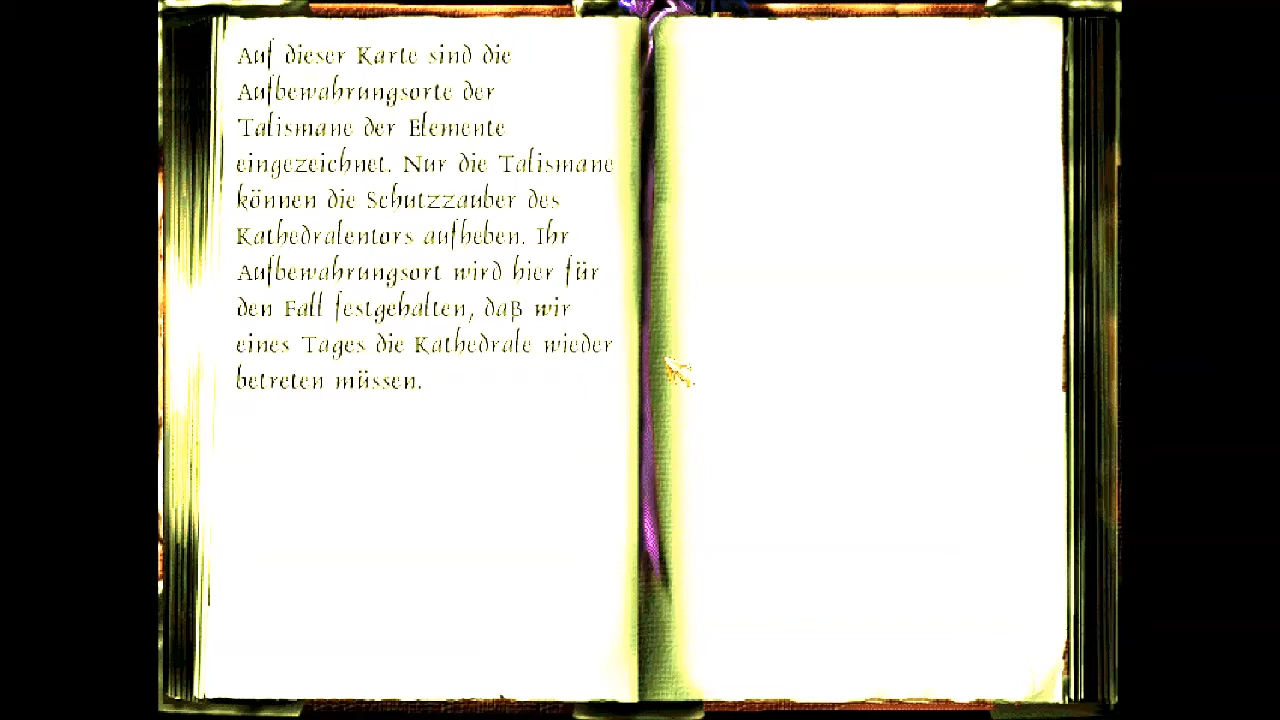 Auf dieser Karte sind die
Aufbewahrungsorte der
Talismane der Elemente
eingezeichnet. Nur die Talismane
können die Schutzzauber des
Kathedralentors aufheben. Ihr
Aufbewahrungsort wird hier für
den Fall festgehalten, daß wir
eines Tages die Kathedrale wieder
betreten müssen.